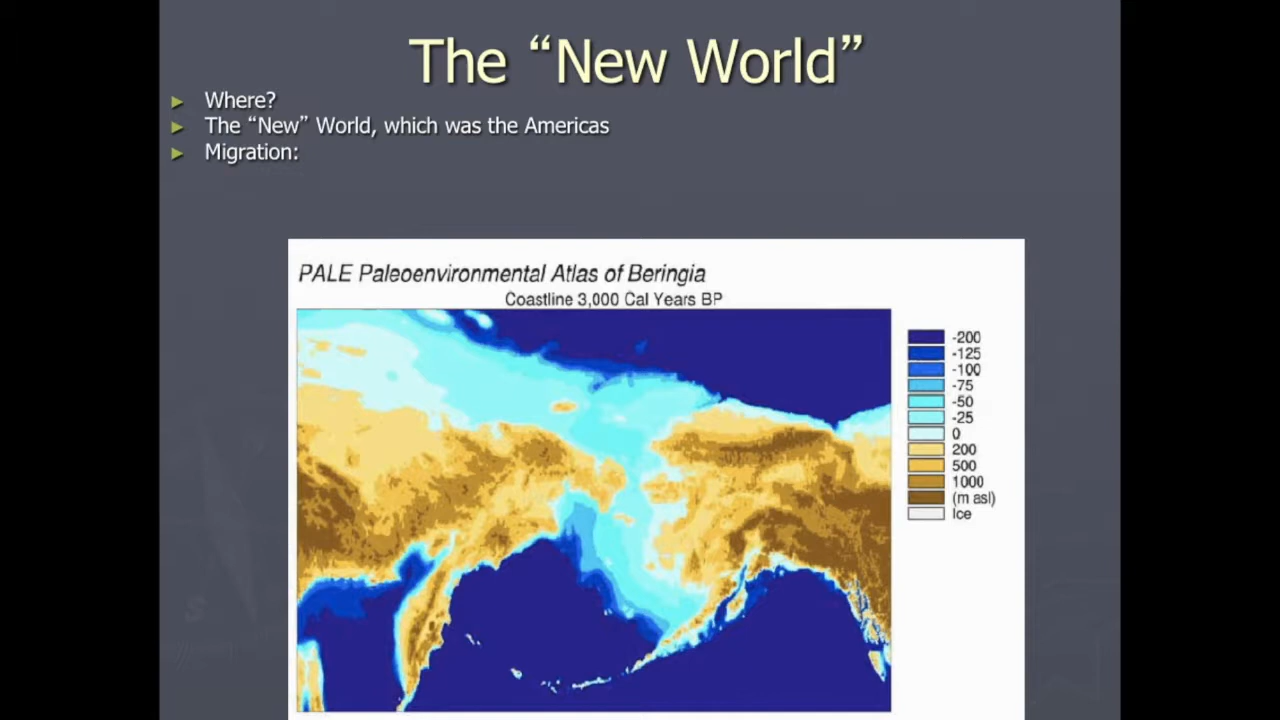 The “New World”
Where?
The “New” World, which was the Americas
Migration:
PALE Paleoenvironmental Atlas of Beringia
Coastline 3,000 Cal Years BP
-200
-125
-100
-75
-50
-25
0
200
500
1000
(m asl)
Ice